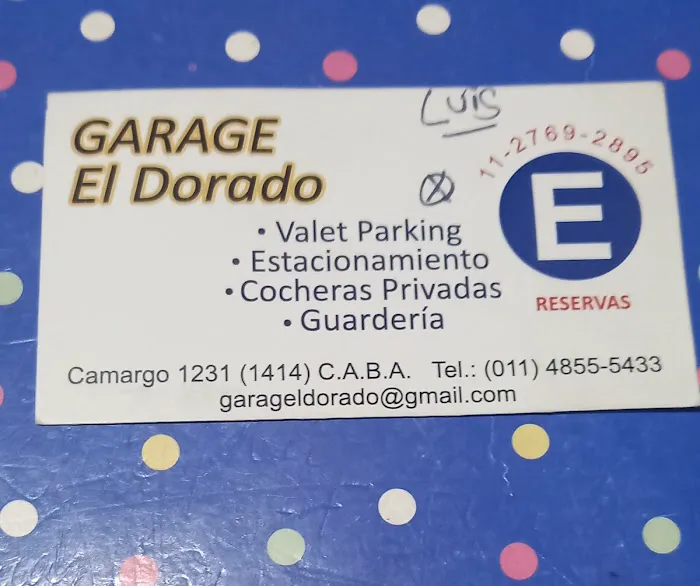 LUIS
GARAGE
El Dorado
11-2769-2895
E
• Valet Parking
• Estacionamiento
• Cocheras Privadas
• Guardería
RESERVAS
Camargo 1231 (1414) C.A.B.A. Tel.: (011) 4855-5433
garageldorado@gmail.com